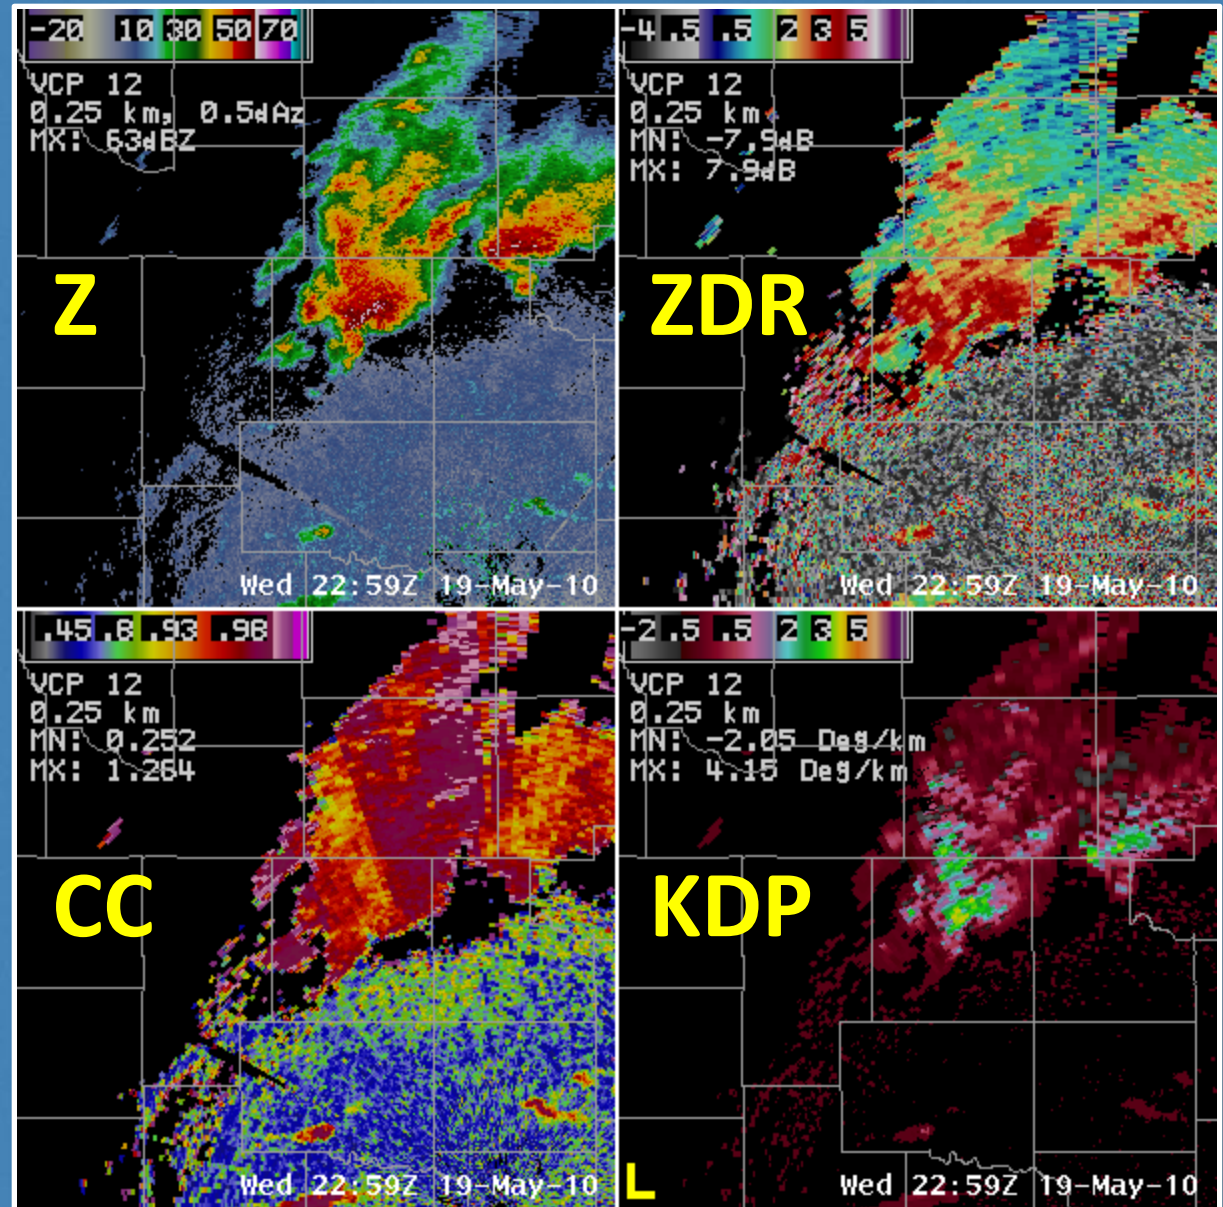 -20 10 30 50 70
VCP 12
0.25 km, 0.5dAz
MX: 63dBZ
Z
Wed 22:59Z 19-May-10
-4 .5 .5 2 3 5
VCP 12
0.25 km
MN: -7.9dB
MX: 7.9dB
ZDR
Wed 22:59Z 19-May-10
.45 .8 .93 .98
VCP 12
0.25 km
MN: 0.252
MX: 1.264
CC
Wed 22:59Z 19-May-10
-2 .5 .5 2 3 5
VCP 12
0.25 km
MN: -2.05 Deg/km
MX: 4.15 Deg/km
KDP
L
Wed 22:59Z 19-May-10